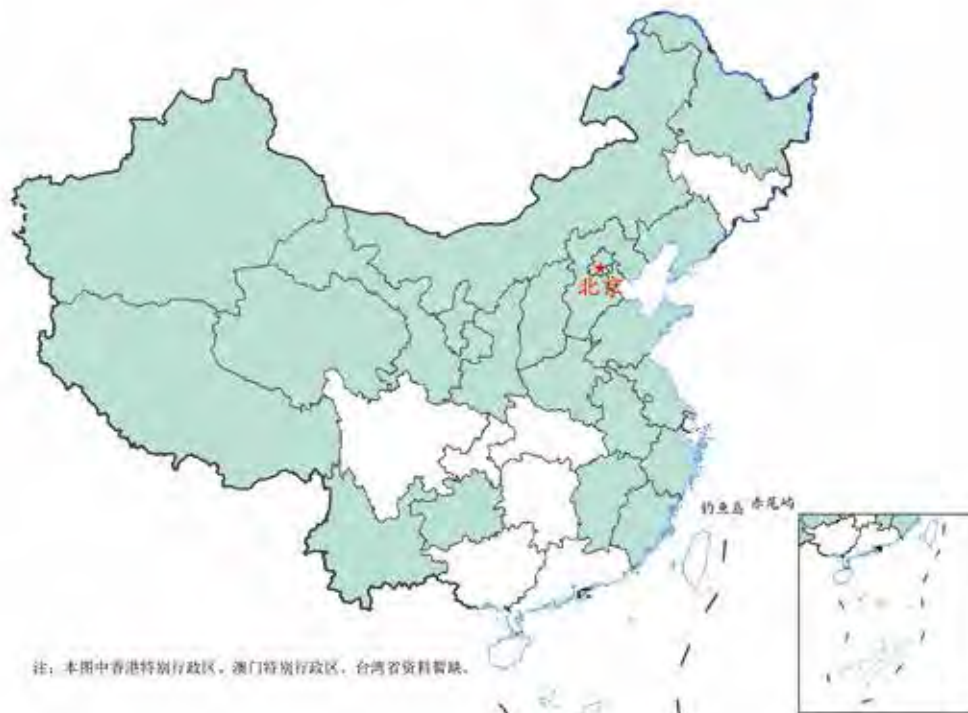 北京
钓鱼岛 赤尾屿
注：本图中香港特别行政区、澳门特别行政区、台湾省资料暂缺。